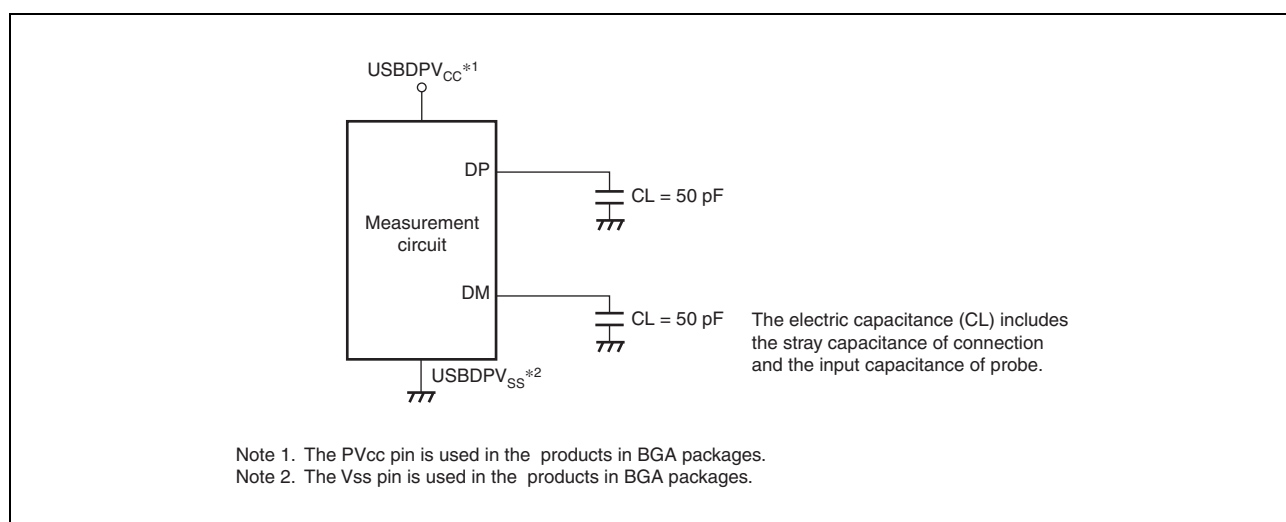 USBDPVCC*1
DP
CL = 50 pF
Measurement
circuit
DM
CL = 50 pF
The electric capacitance (CL) includes
the stray capacitance of connection
and the input capacitance of probe.
USBDPVSS*2
Note 1. The PVcc pin is used in the products in BGA packages.
Note 2. The Vss pin is used in the products in BGA packages.